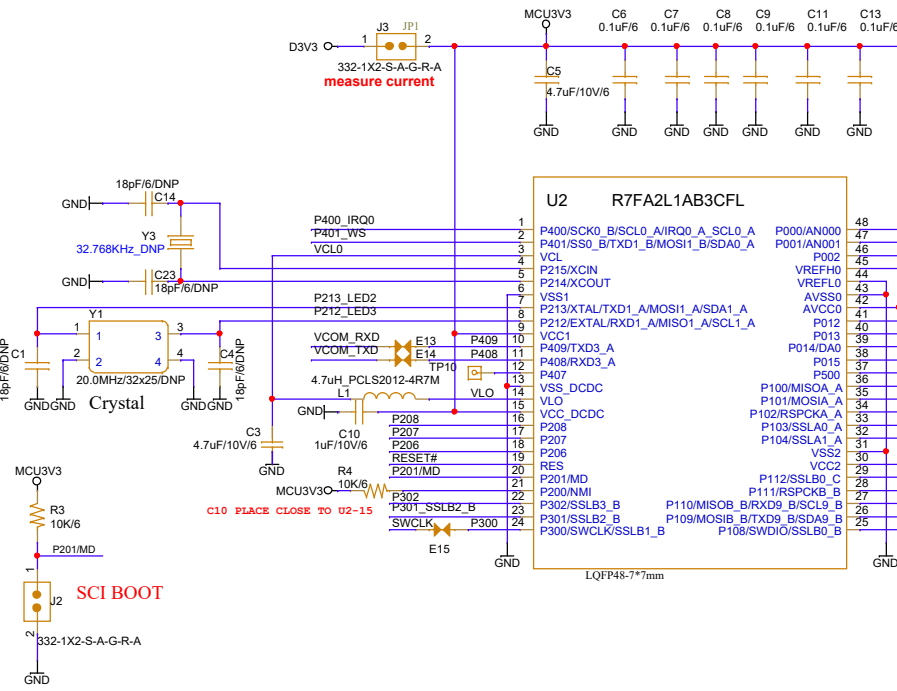 MCU3V3
C6 C7 C8 C9 C11 C13
0.1uF/6 0.1uF/6 0.1uF/6 0.1uF/6 0.1uF/6 0.1uF/6
J3 JP1
D3V3 1 2
332-1X2-S-A-G-R-A
measure current
C5
4.7uF/10V/6
GND GND GND GND GND GND
18pF/6/DNP
C14
GND
Y3
32.768KHz_DNP
GND
C23
18pF/6/DNP
P400_IRQ0
P401_WS
VCL0
P213_LED2
P212_LED3
Y1
1 1 3 3
2 2 4 4
20.0MHz/32x25/DNP
C1
18pF/6/DNP
C4
18pF/6/DNP
GND GND GND GND
Crystal
VCOM_RXD E13 P409
VCOM_TXD E14 P408
TP10
4.7uH_PCLS2012-4R7M
L1 VLO
GND
C10
1uF/10V/6
C3
4.7uF/10V/6
GND
P208
P207
P206
RESET#
P201/MD
R4
10K/6
MCU3V3
P302
P301_SSLB2_B
SWCLK P300
E15
C10 PLACE CLOSE TO U2-15
GND
U2 R7FA2L1AB3CFL
1 P400/SCK0_B/SCL0_A/IRQ0_A_SCL0_A
2 P401/SS0_B/TXD1_B/MOSI1_B/SDA0_A
3 VCL
4 P215/XCIN
5 P214/XCOUT
6 VSS1
7 P213/XTAL/TXD1_A/MOSI1_A/SDA1_A
8 P212/EXTAL/RXD1_A/MISO1_A/SCL1_A
9 VCC1
10 P409/TXD3_A
11 P408/RXD3_A
12 P407
13 VSS_DCDC
14 VLO
15 VCC_DCDC
16 P208
17 P207
18 P206
19 RES
20 P201/MD
21 P200/NMI
22 P302/SSLB3_B
23 P301/SSLB2_B
24 P300/SWCLK/SSLB1_B
P000/AN000 48
P001/AN001 47
P002 46
VREFH0 45
VREFL0 44
AVSS0 43
AVCC0 42
P012 41
P013 40
P014/DA0 39
P015 38
P500 37
P100/MISOA_A 36
P101/MOSIA_A 35
P102/RSPCKA_A 34
P103/SSLA0_A 33
P104/SSLA1_A 32
VSS2 31
VCC2 30
P112/SSLB0_C 29
P111/RSPCKB_B 28
P110/MISOB_B/RXD9_B/SCL9_B 27
P109/MOSIB_B/TXD9_B/SDA9_B 26
P108/SWDIO/SSLB0_B 25
LQFP48-7*7mm
GND
MCU3V3
R3
10K/6
P201/MD
1
J2
SCI BOOT
2
332-1X2-S-A-G-R-A
GND